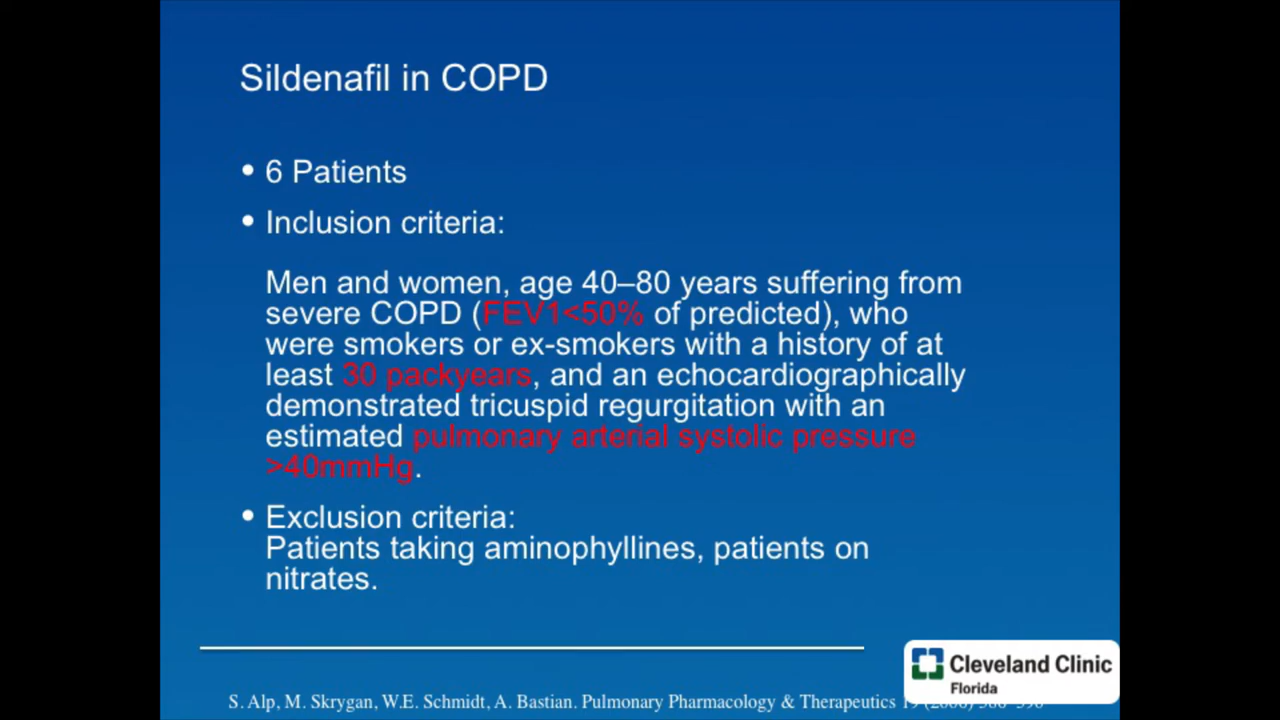 Sildenafil in COPD
• 6 Patients
• Inclusion criteria:
Men and women, age 40–80 years suffering from
severe COPD (FEV1<50% of predicted), who
were smokers or ex-smokers with a history of at
least 30 packyears, and an echocardiographically
demonstrated tricuspid regurgitation with an
estimated pulmonary arterial systolic pressure
>40mmHg.
• Exclusion criteria:
Patients taking aminophyllines, patients on
nitrates.
Cleveland Clinic
Florida
S. Alp, M. Skrygan, W.E. Schmidt, A. Bastian. Pulmonary Pharmacology & Therapeutics